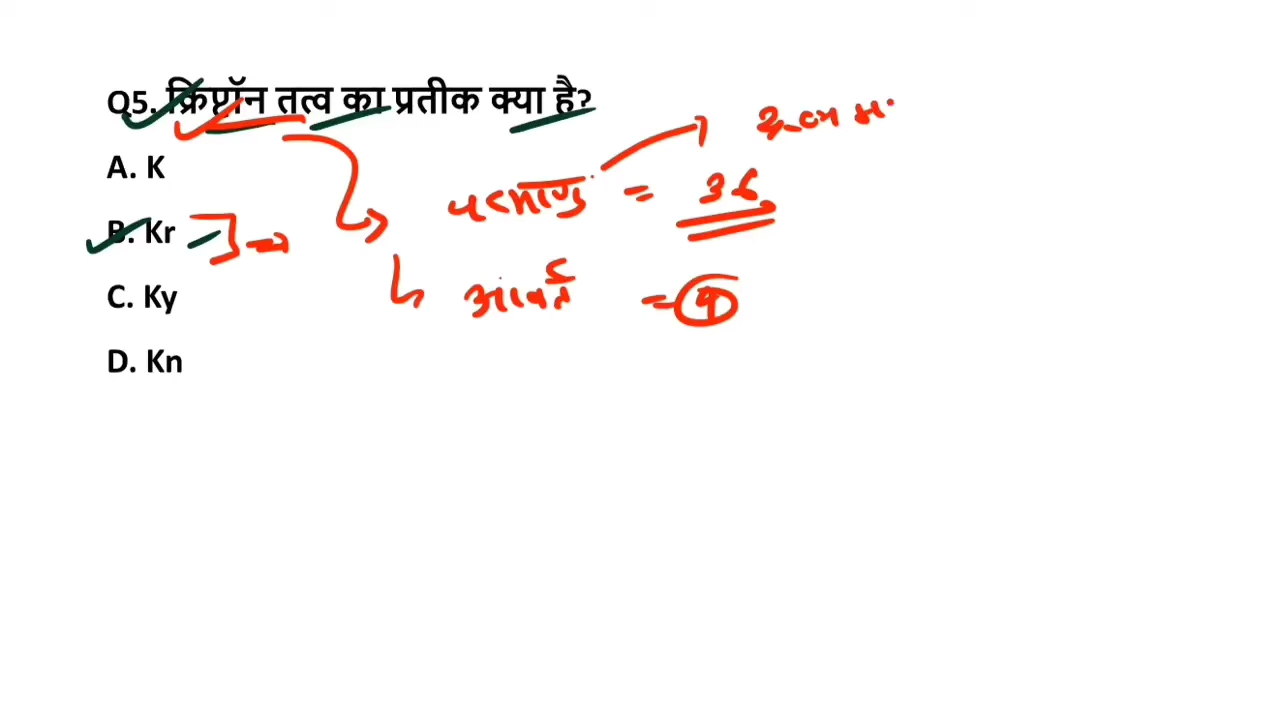 Q5. क्रिप्टॉन तत्व का प्रतीक क्या है?
A. K
B. Kr
C. Ky
D. Kn
परमाणु = 36
आवर्त = 4